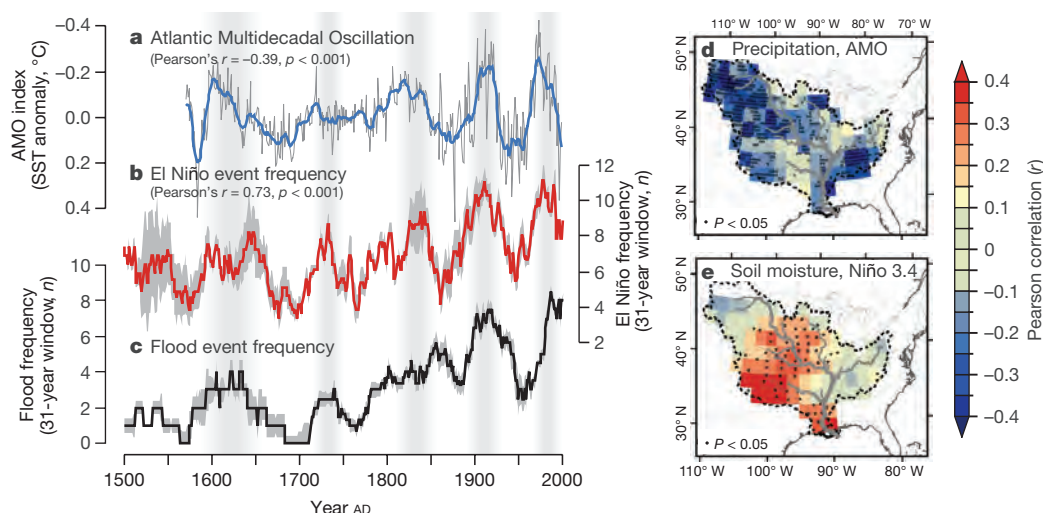 a Atlantic Multidecadal Oscillation
(Pearson's r = −0.39, p < 0.001)
AMO index
(SST anomaly, °C)
−0.4
−0.2
0.0
0.2
0.4
b El Niño event frequency
(Pearson's r = 0.73, p < 0.001)
El Niño frequency
(31-year window, n)
12
10
8
6
4
2
c Flood event frequency
Flood frequency
(31-year window, n)
10
8
6
4
2
0
1500
1600
1700
1800
1900
2000
Year AD
110° W
100° W
90° W
80° W
70° W
d Precipitation, AMO
50° N
40° N
30° N
• P < 0.05
e Soil moisture, Niño 3.4
50° N
40° N
30° N
• P < 0.05
110° W
100° W
90° W
80° W
0.4
0.3
0.2
0.1
0
−0.1
−0.2
−0.3
−0.4
Pearson correlation (r)